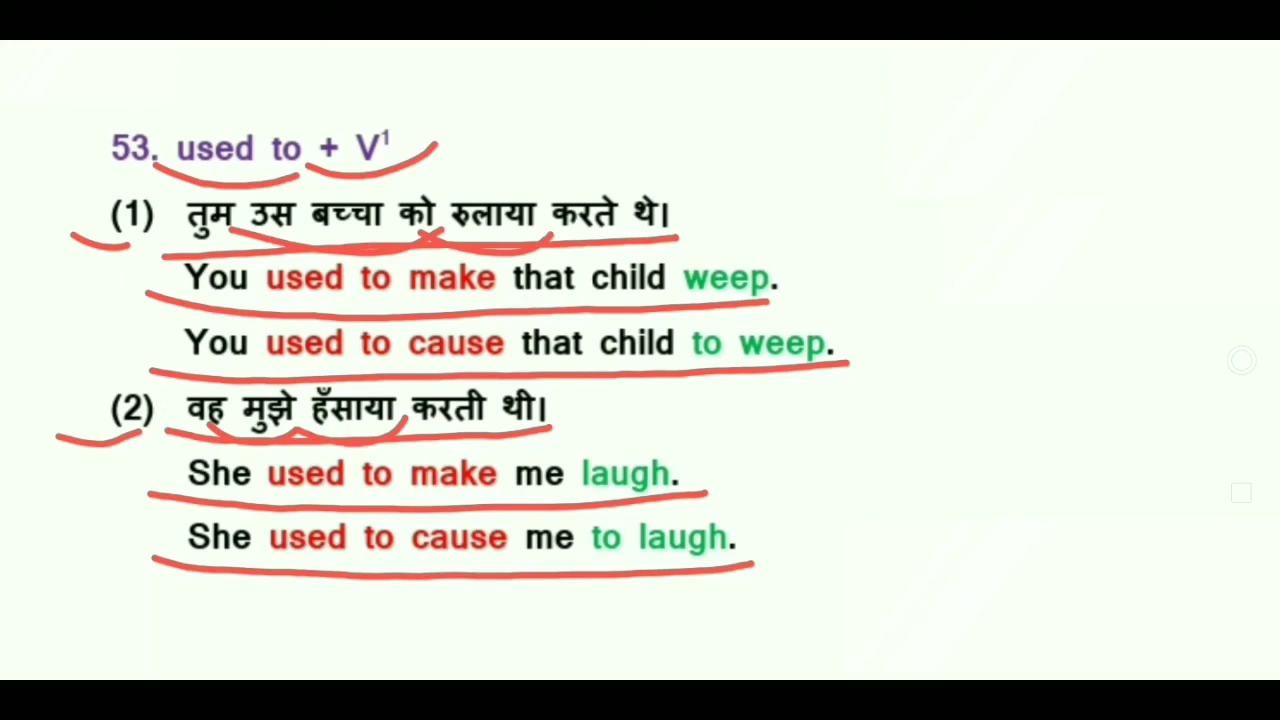 53. used to + V¹
(1) तुम उस बच्चा को रुलाया करते थे।
You used to make that child weep.
You used to cause that child to weep.
(2) वह मुझे हँसाया करती थी।
She used to make me laugh.
She used to cause me to laugh.